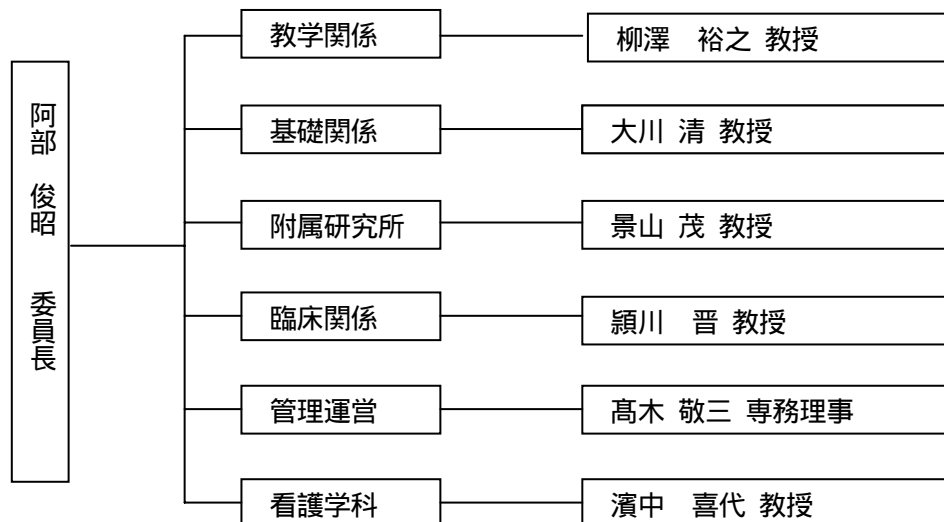 阿部 俊昭 委員長
教学関係
柳澤 裕之 教授
基礎関係
大川 清 教授
附属研究所
景山 茂 教授
臨床関係
頴川 晋 教授
管理運営
髙木 敬三 専務理事
看護学科
濱中 喜代 教授